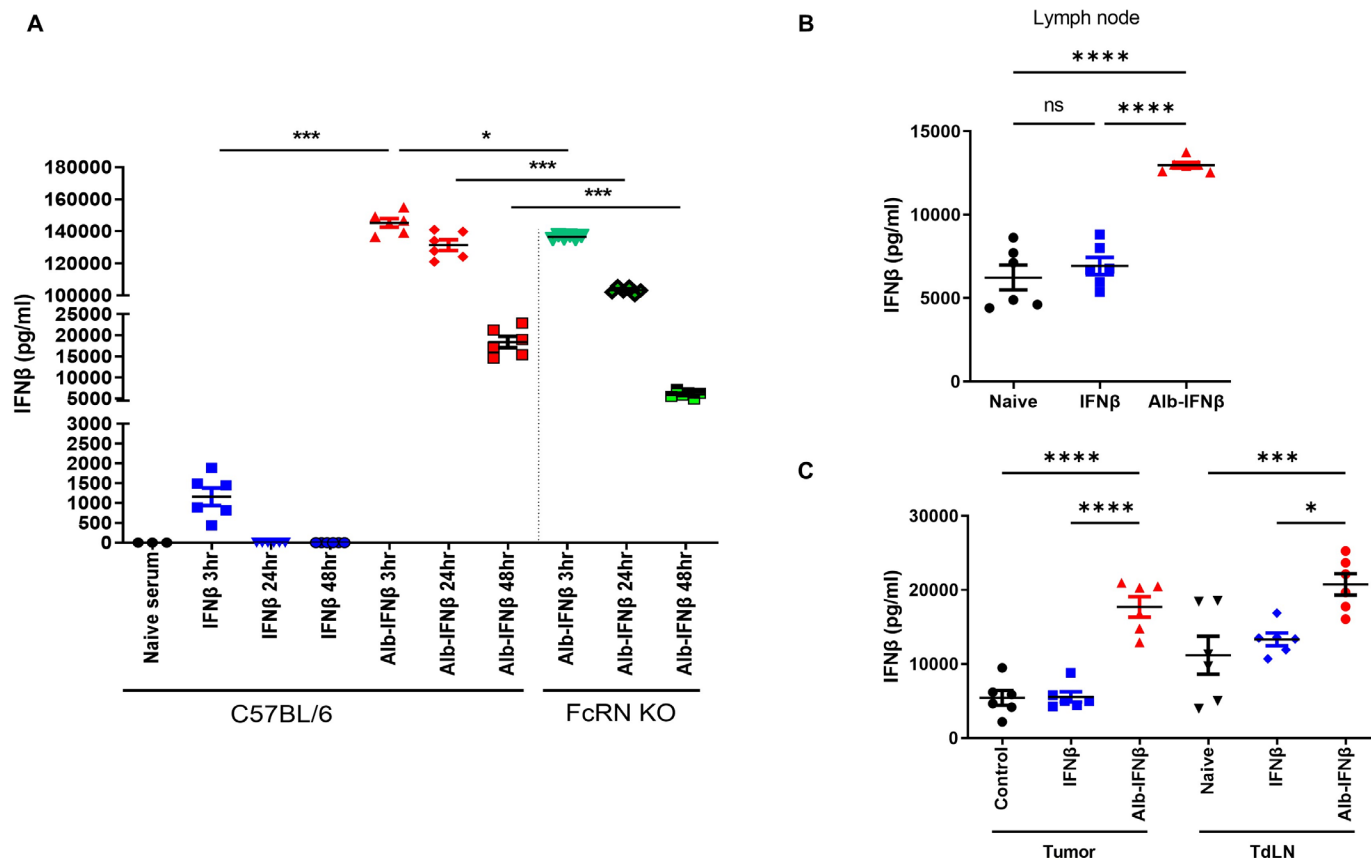 A
***
*
***
***
IFNβ (pg/ml)
180000
160000
140000
120000
100000
25000
20000
15000
10000
5000
3000
2500
2000
1500
1000
500
0
Naive serum
IFNβ 3hr
IFNβ 24hr
IFNβ 48hr
Alb-IFNβ 3hr
Alb-IFNβ 24hr
Alb-IFNβ 48hr
Alb-IFNβ 3hr
Alb-IFNβ 24hr
Alb-IFNβ 48hr
C57BL/6
FcRN KO
B
Lymph node
****
ns
****
IFNβ (pg/ml)
15000
10000
5000
0
Naive
IFNβ
Alb-IFNβ
C
****
***
****
*
IFNβ (pg/ml)
30000
20000
10000
0
Control
IFNβ
Alb-IFNβ
Naive
IFNβ
Alb-IFNβ
Tumor
TdLN